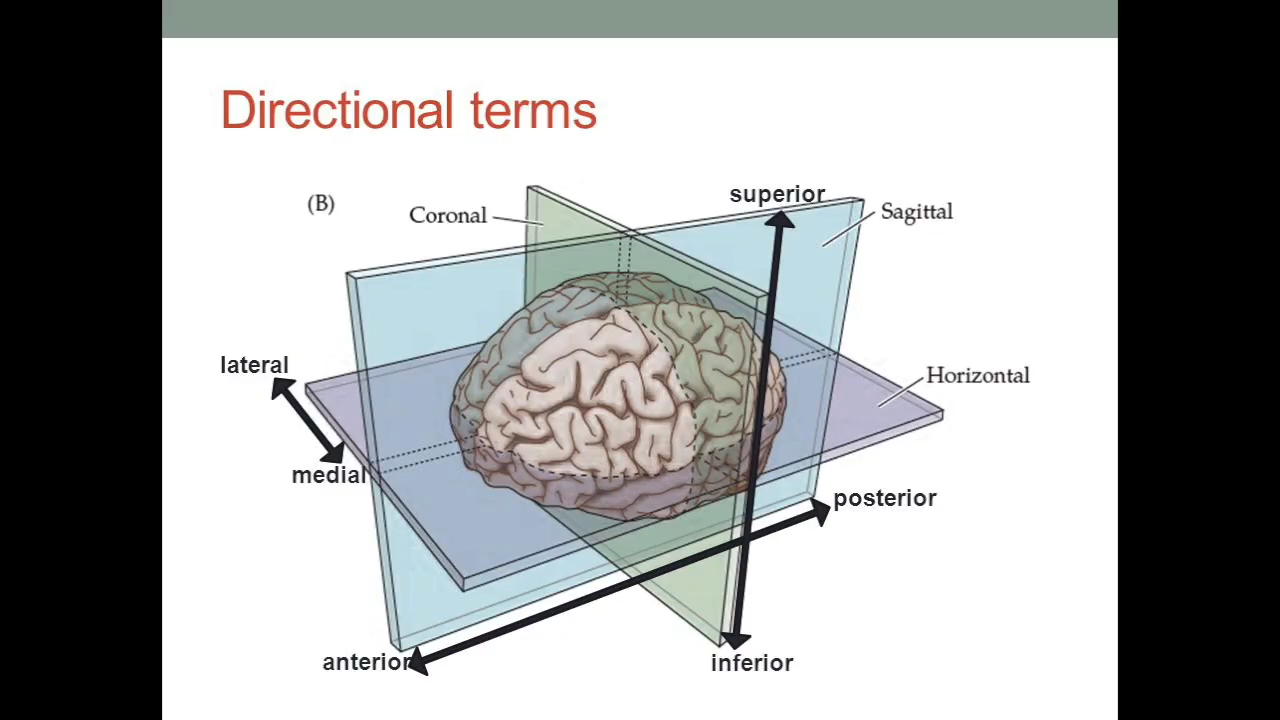 Directional terms
(B)
superior
Coronal
Sagittal
lateral
Horizontal
medial
posterior
anterior
inferior